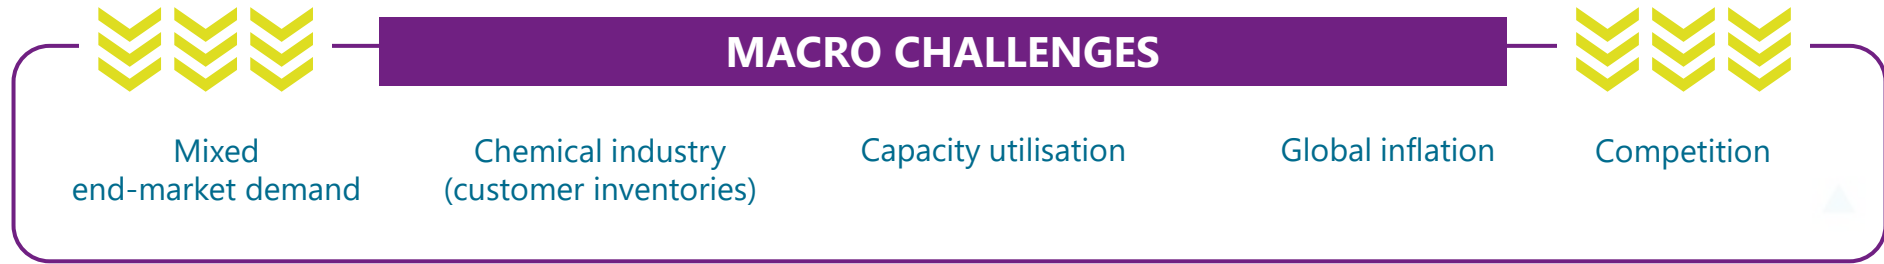 MACRO CHALLENGES
Mixed
end-market demand
Chemical industry
(customer inventories)
Capacity utilisation
Global inflation
Competition